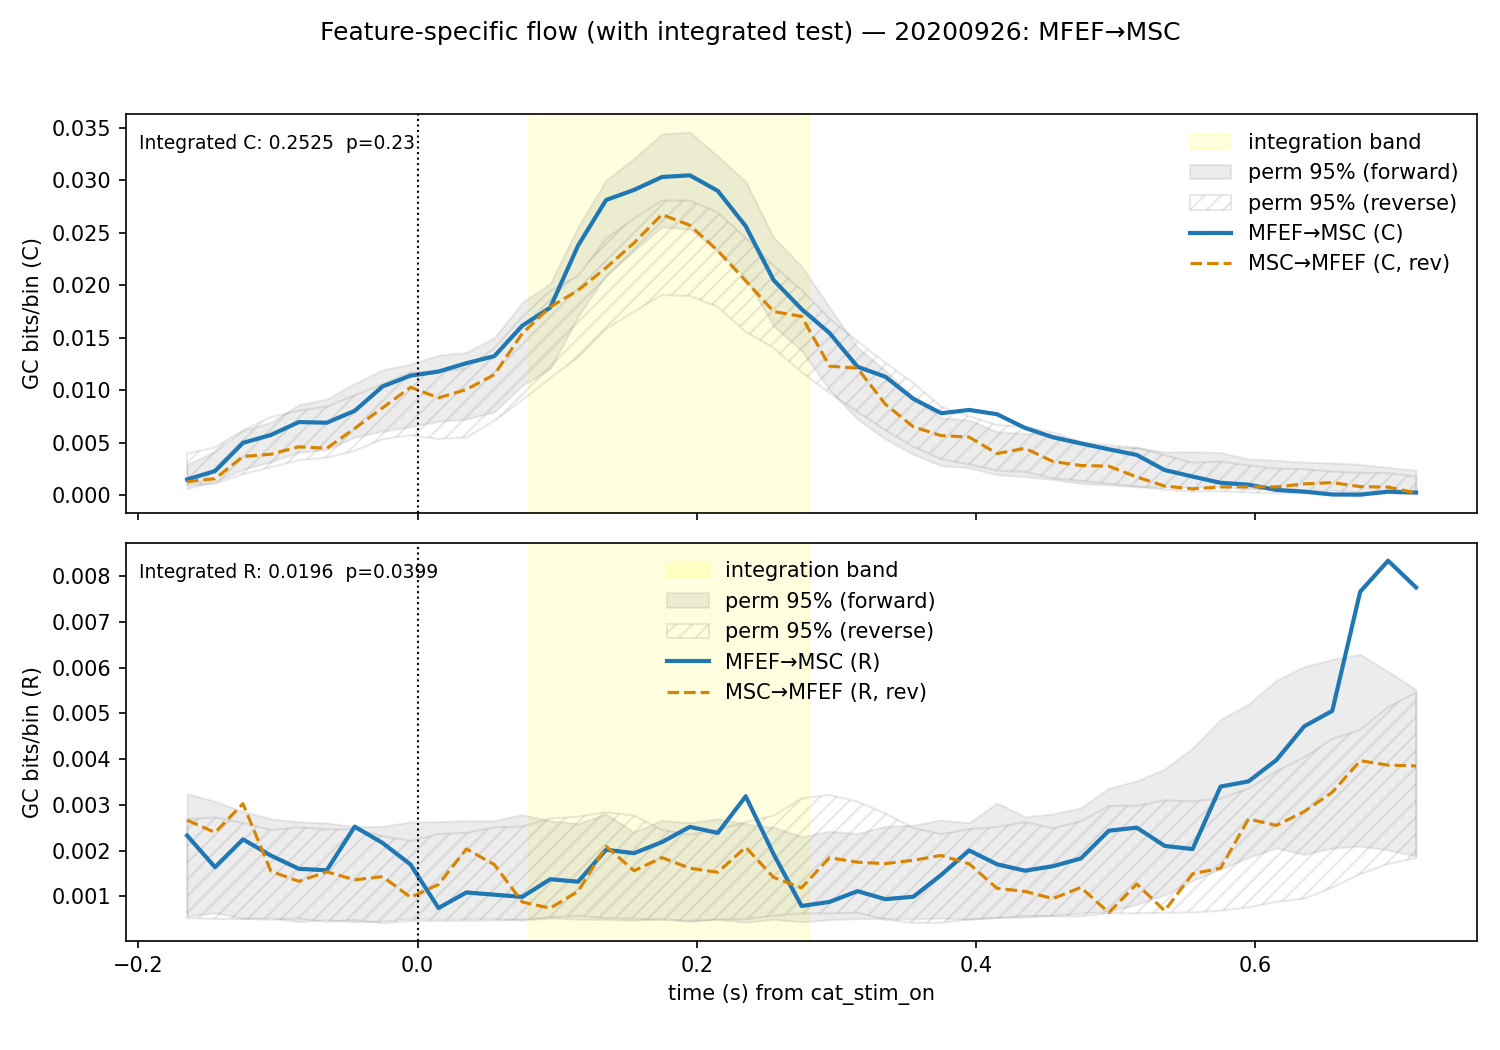 Feature-specific flow (with integrated test) — 20200926: MFEF→MSC
Integrated C: 0.2525  p=0.23
integration band
perm 95% (forward)
perm 95% (reverse)
MFEF→MSC (C)
MSC→MFEF (C, rev)
GC bits/bin (C)
0.035
0.030
0.025
0.020
0.015
0.010
0.005
0.000
Integrated R: 0.0196  p=0.0399
integration band
perm 95% (forward)
perm 95% (reverse)
MFEF→MSC (R)
MSC→MFEF (R, rev)
GC bits/bin (R)
0.008
0.007
0.006
0.005
0.004
0.003
0.002
0.001
−0.2 0.0 0.2 0.4 0.6
time (s) from cat_stim_on